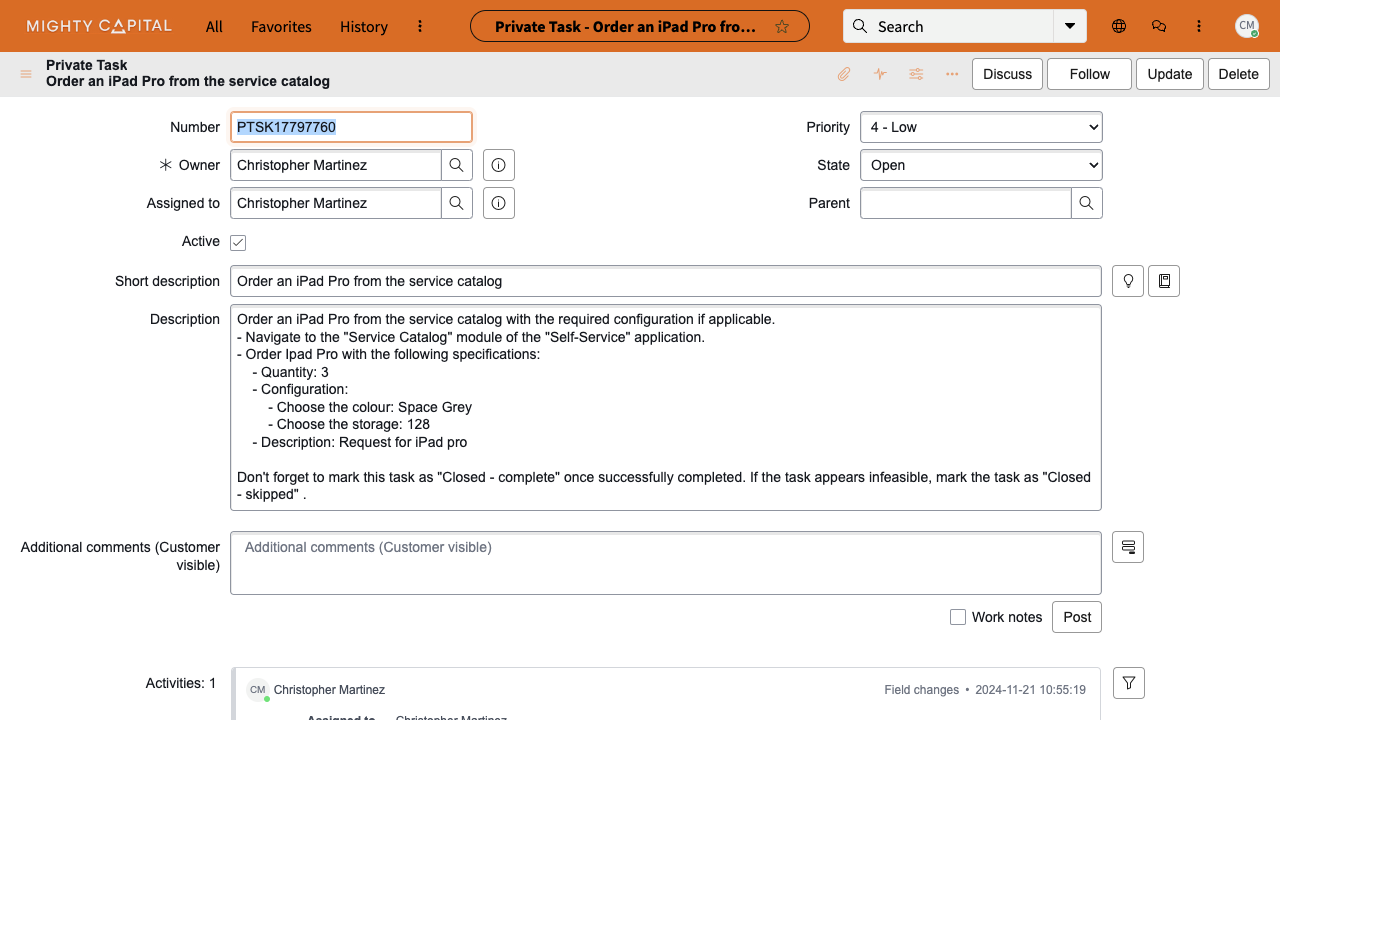 MIGHTY CAPITAL
All
Favorites
History
Private Task - Order an iPad Pro fro...
Search
CM
Private Task
Order an iPad Pro from the service catalog
Discuss
Follow
Update
Delete
Number
PTSK17797760
Priority
4 - Low
Owner
Christopher Martinez
State
Open
Assigned to
Christopher Martinez
Parent
Active
Short description
Order an iPad Pro from the service catalog
Description
Order an iPad Pro from the service catalog with the required configuration if applicable.
- Navigate to the "Service Catalog" module of the "Self-Service" application.
- Order Ipad Pro with the following specifications:
- Quantity: 3
- Configuration:
- Choose the colour: Space Grey
- Choose the storage: 128
- Description: Request for iPad pro
Don't forget to mark this task as "Closed - complete" once successfully completed. If the task appears infeasible, mark the task as "Closed
- skipped" .
Additional comments (Customer
visible)
Additional comments (Customer visible)
Work notes
Post
Activities: 1
CM
Christopher Martinez
Field changes • 2024-11-21 10:55:19
Assigned to
Christopher Martinez